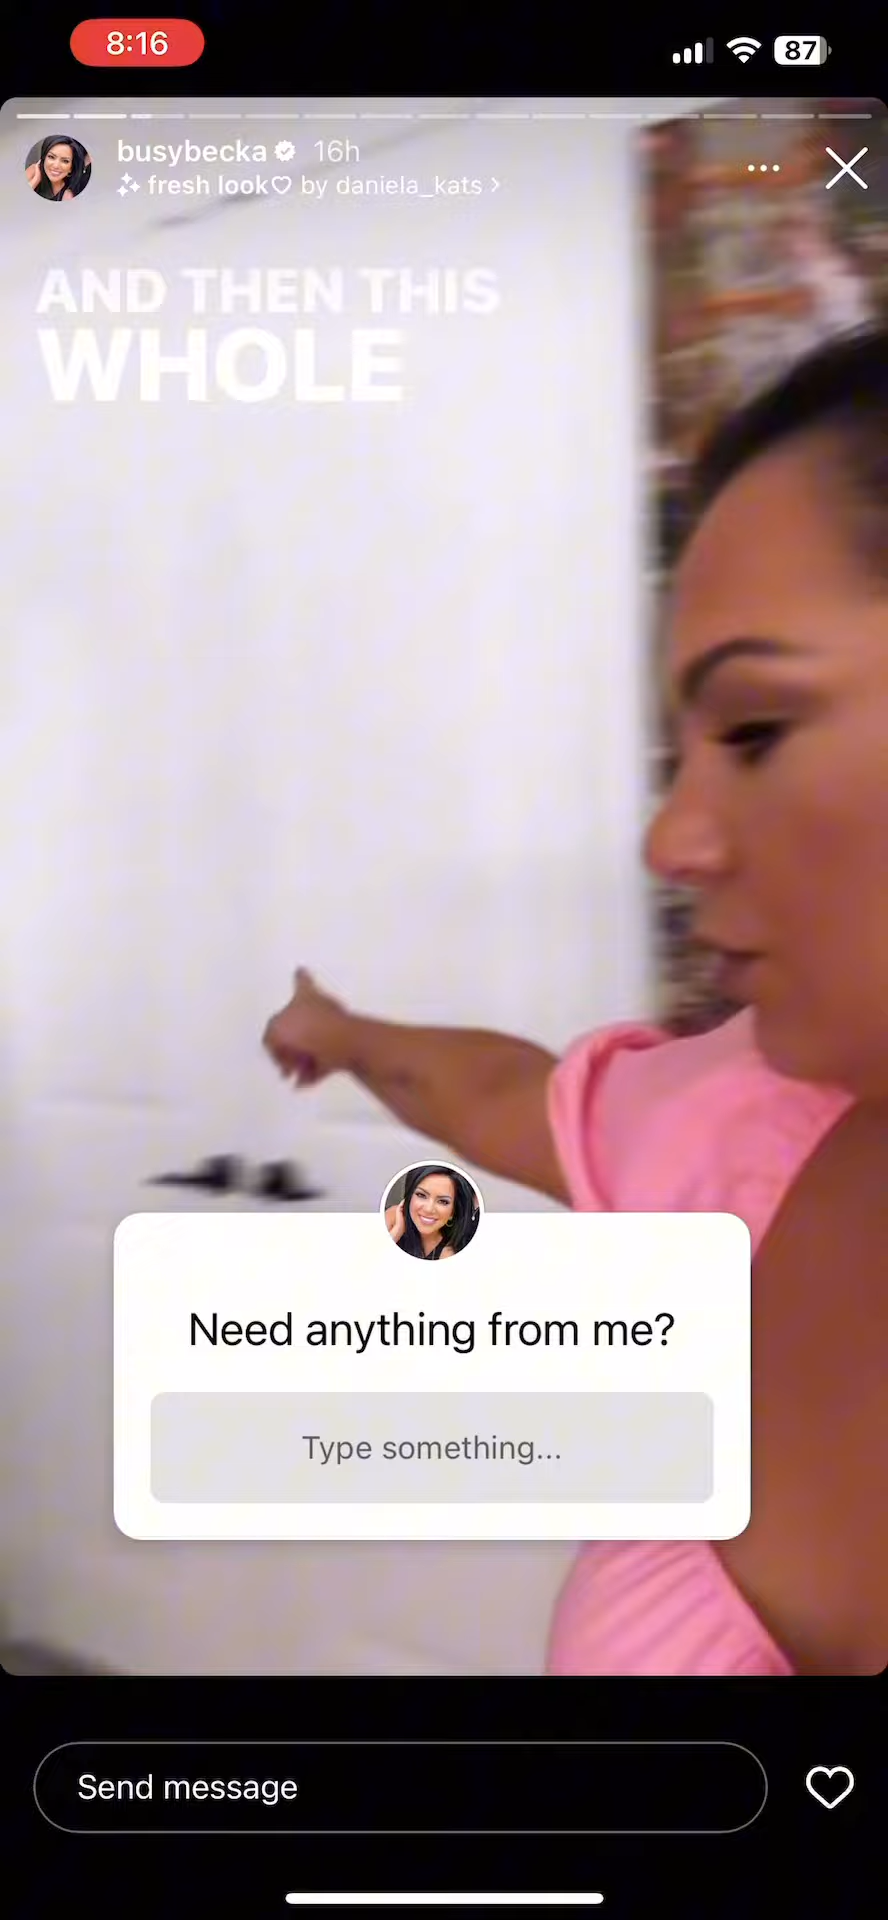 8:16
87
busybecka 16h
fresh look♡ by daniela_kats >
AND THEN THIS
WHOLE
Need anything from me?
Type something...
Send message